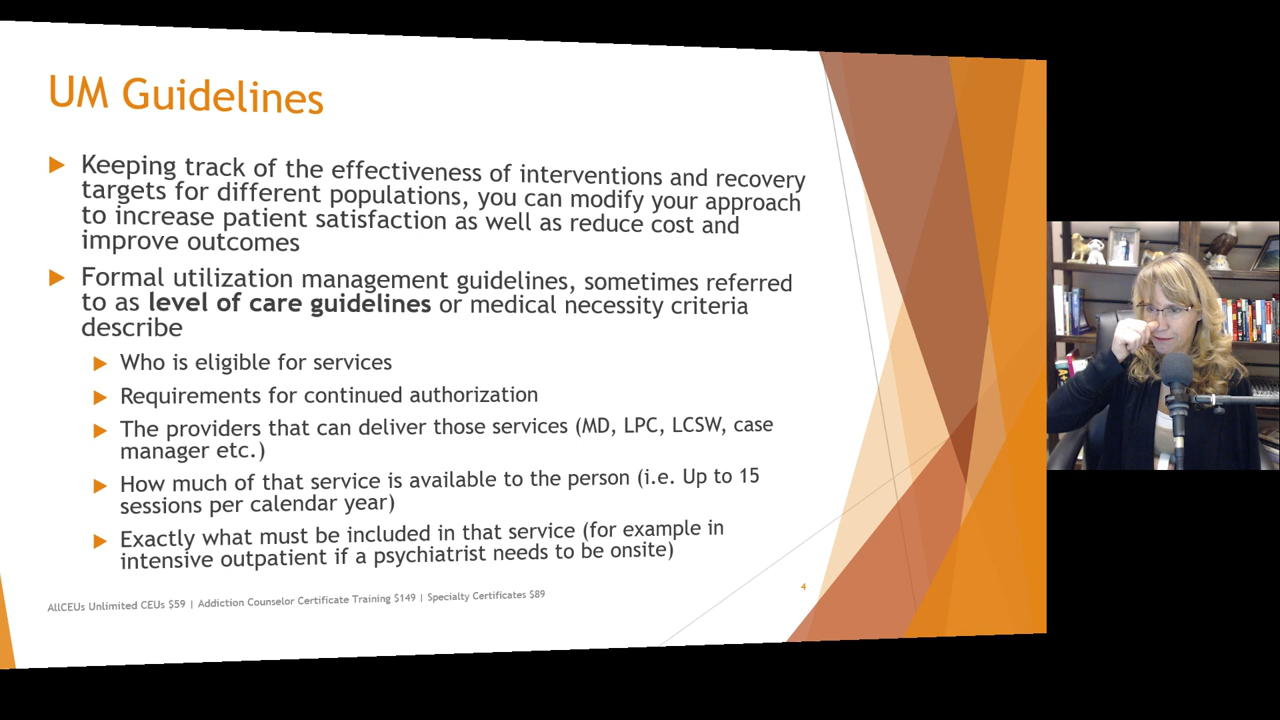 UM Guidelines
Keeping track of the effectiveness of interventions and recovery
targets for different populations, you can modify your approach
to increase patient satisfaction as well as reduce cost and
improve outcomes
Formal utilization management guidelines, sometimes referred
to as level of care guidelines or medical necessity criteria
describe
Who is eligible for services
Requirements for continued authorization
The providers that can deliver those services (MD, LPC, LCSW, case
manager etc.)
How much of that service is available to the person (i.e. Up to 15
sessions per calendar year)
Exactly what must be included in that service (for example in
intensive outpatient if a psychiatrist needs to be onsite)
AllCEUs Unlimited CEUs $59 | Addiction Counselor Certificate Training $149 | Specialty Certificates $89
4